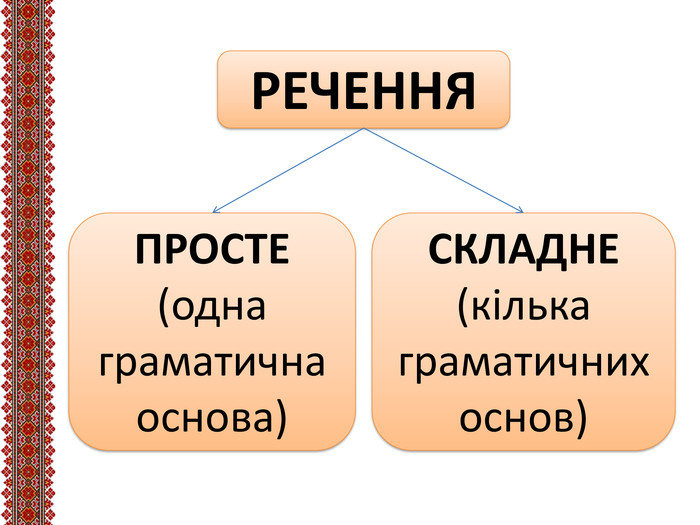 РЕЧЕННЯ
ПРОСТЕ
(одна
граматична
основа)
СКЛАДНЕ
(кілька
граматичних
основ)